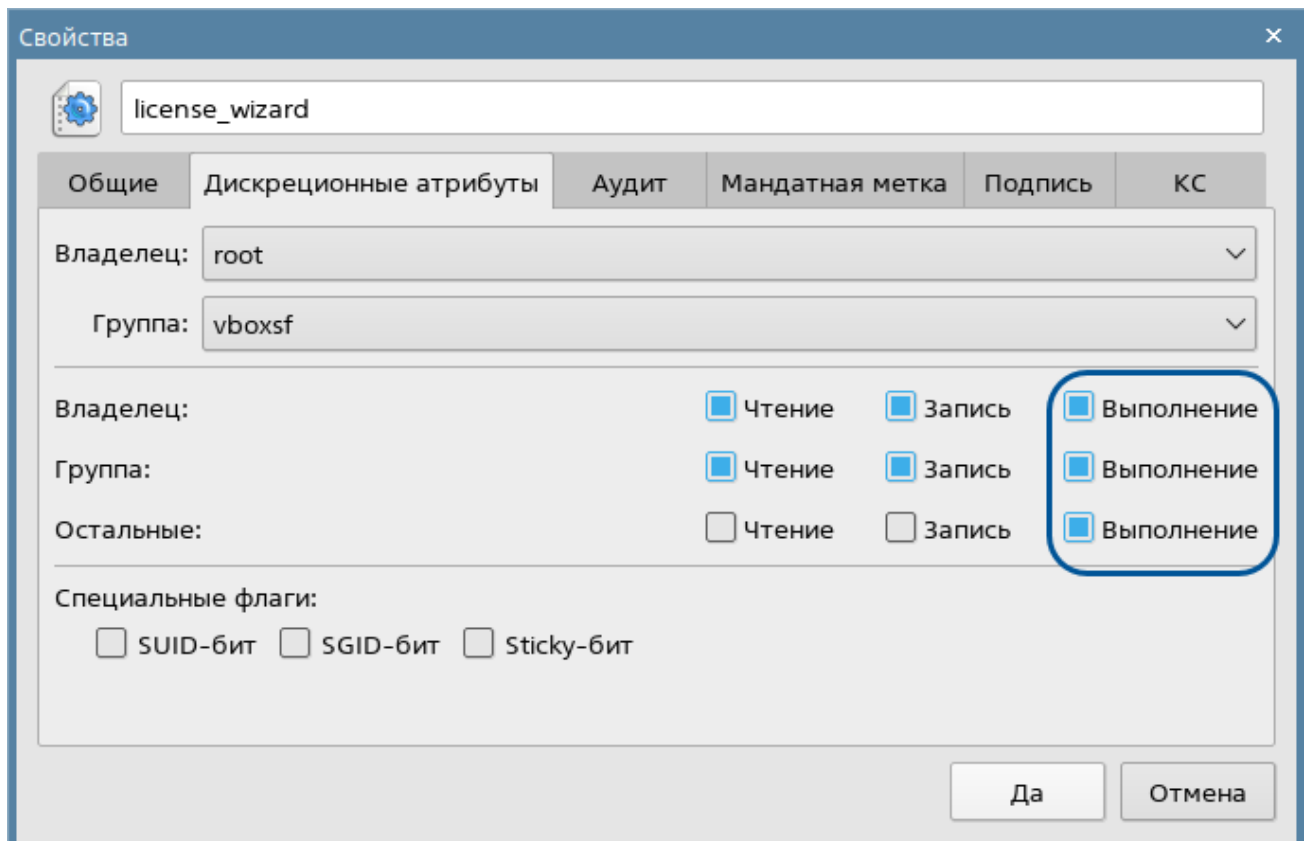 Свойства
license_wizard
Общие Дискреционные атрибуты Аудит Мандатная метка Подпись КС
Владелец: root
Группа: vboxsf
Владелец: Чтение Запись Выполнение
Группа: Чтение Запись Выполнение
Остальные: Чтение Запись Выполнение
Специальные флаги:
SUID-бит SGID-бит Sticky-бит
Да Отмена